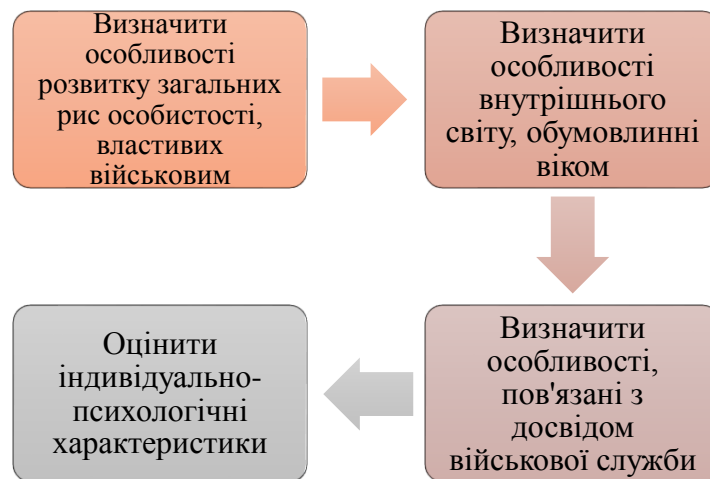 Визначити
особливості
розвитку загальних
рис особистості,
властивих
військовим
Визначити
особливості
внутрішнього
світу, обумовлинні
віком
Визначити
особливості,
пов'язані з
досвідом
військової служби
Оцінити
індивідуально-
психологічні
характеристики